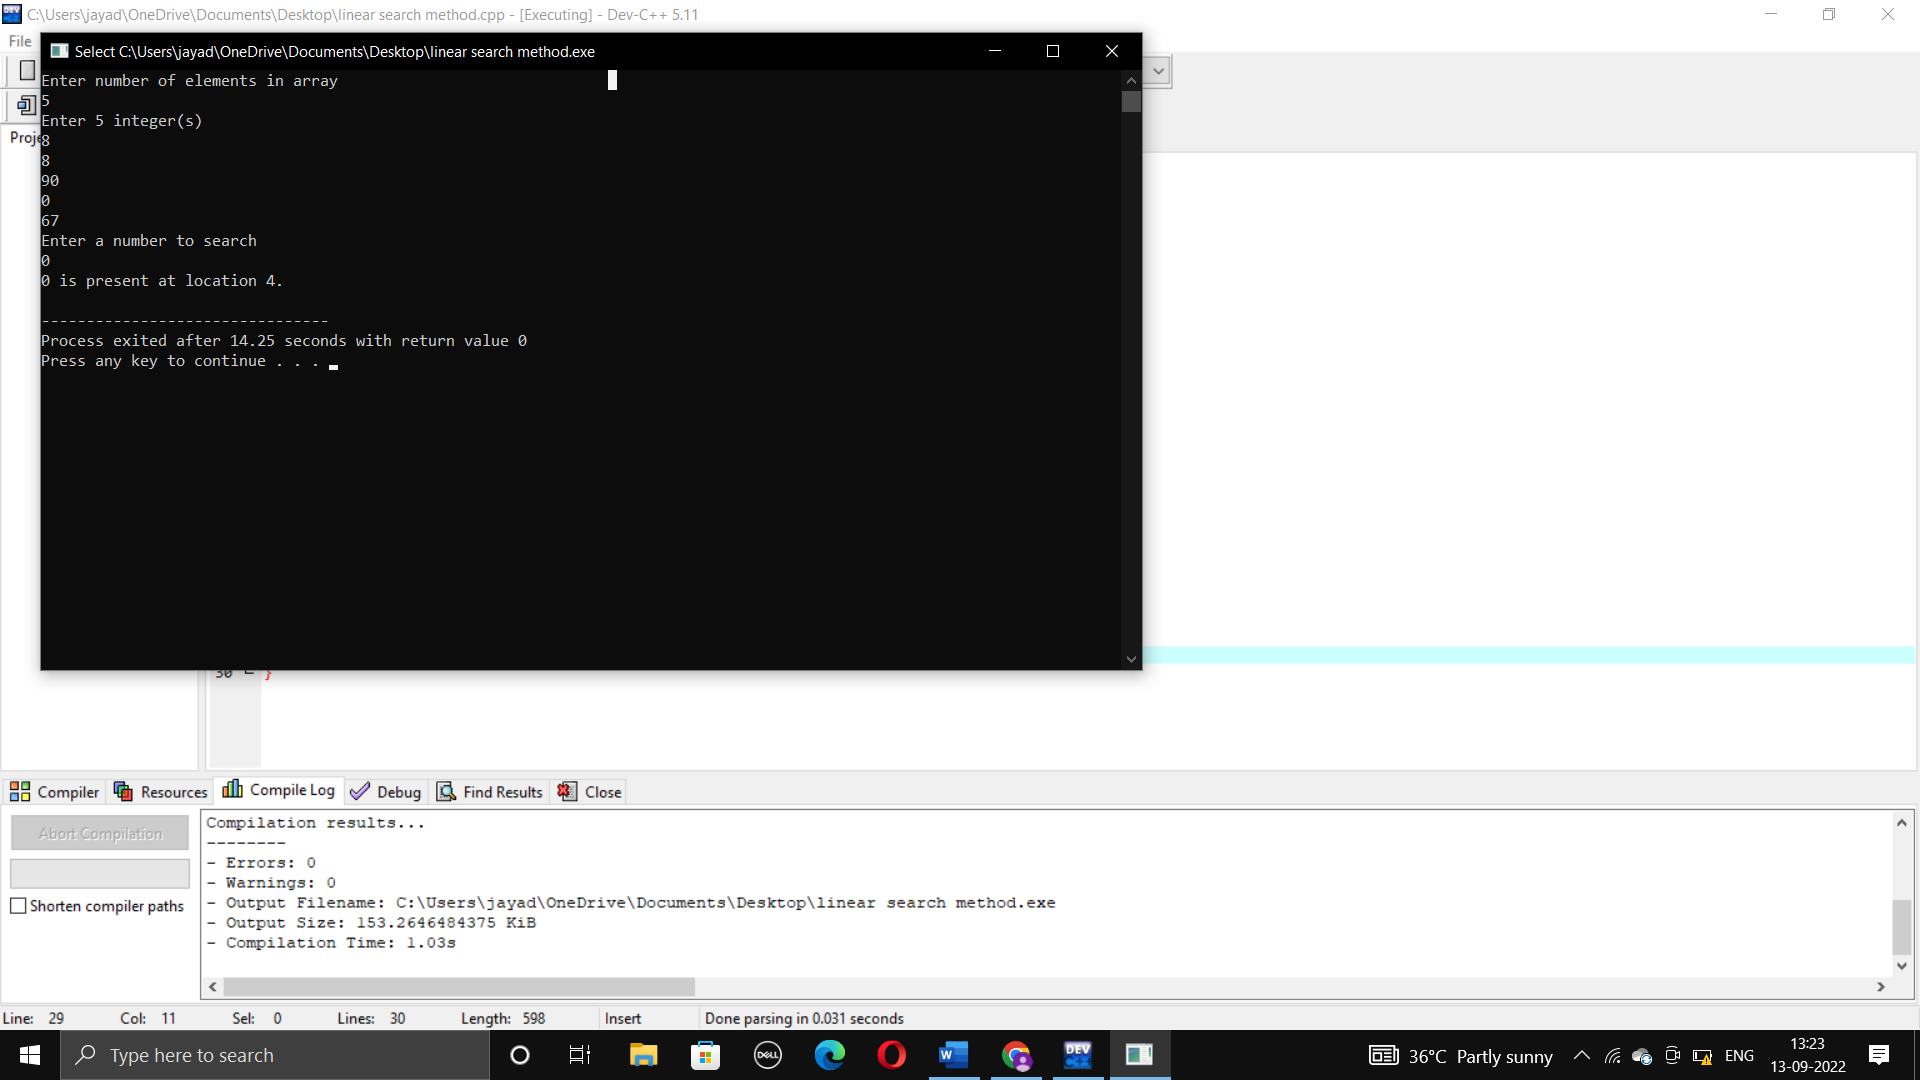 C:\Users\jayad\OneDrive\Documents\Desktop\linear search method.cpp - [Executing] - Dev-C++ 5.11
File
Select C:\Users\jayad\OneDrive\Documents\Desktop\linear search method.exe
Enter number of elements in array
5
Enter 5 integer(s)
8
8
90
0
67
Enter a number to search
0
0 is present at location 4.
--------------------------------
Process exited after 14.25 seconds with return value 0
Press any key to continue . . .
30 }
Compiler Resources Compile Log Debug Find Results Close
Abort Compilation
Shorten compiler paths
Compilation results...
--------
- Errors: 0
- Warnings: 0
- Output Filename: C:\Users\jayad\OneDrive\Documents\Desktop\linear search method.exe
- Output Size: 153.2646484375 KiB
- Compilation Time: 1.03s
Line: 29 Col: 11 Sel: 0 Lines: 30 Length: 598 Insert Done parsing in 0.031 seconds
Type here to search
DELL
W
DEV
36°C Partly sunny
ENG
13:23
13-09-2022